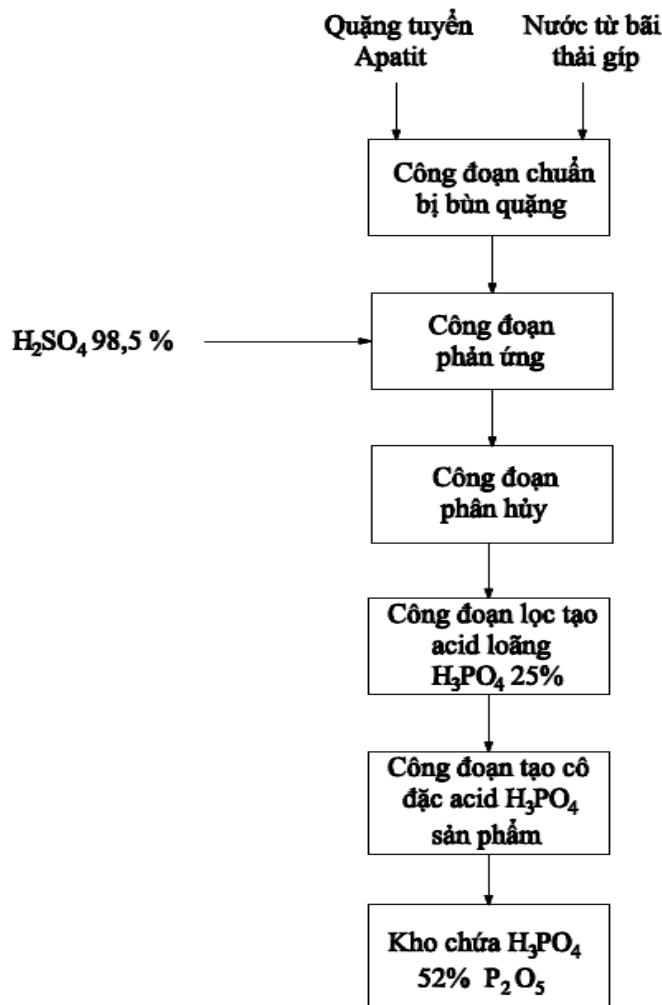 Quặng tuyển
Apatit
Nước từ bãi
thải gíp
Công đoạn chuẩn
bị bùn quặng
H₂SO₄ 98,5 %
Công đoạn
phản ứng
Công đoạn
phân hủy
Công đoạn lọc tạo
acid loãng
H₃PO₄ 25%
Công đoạn tạo cô
đặc acid H₃PO₄
sản phẩm
Kho chứa H₃PO₄
52% P₂O₅